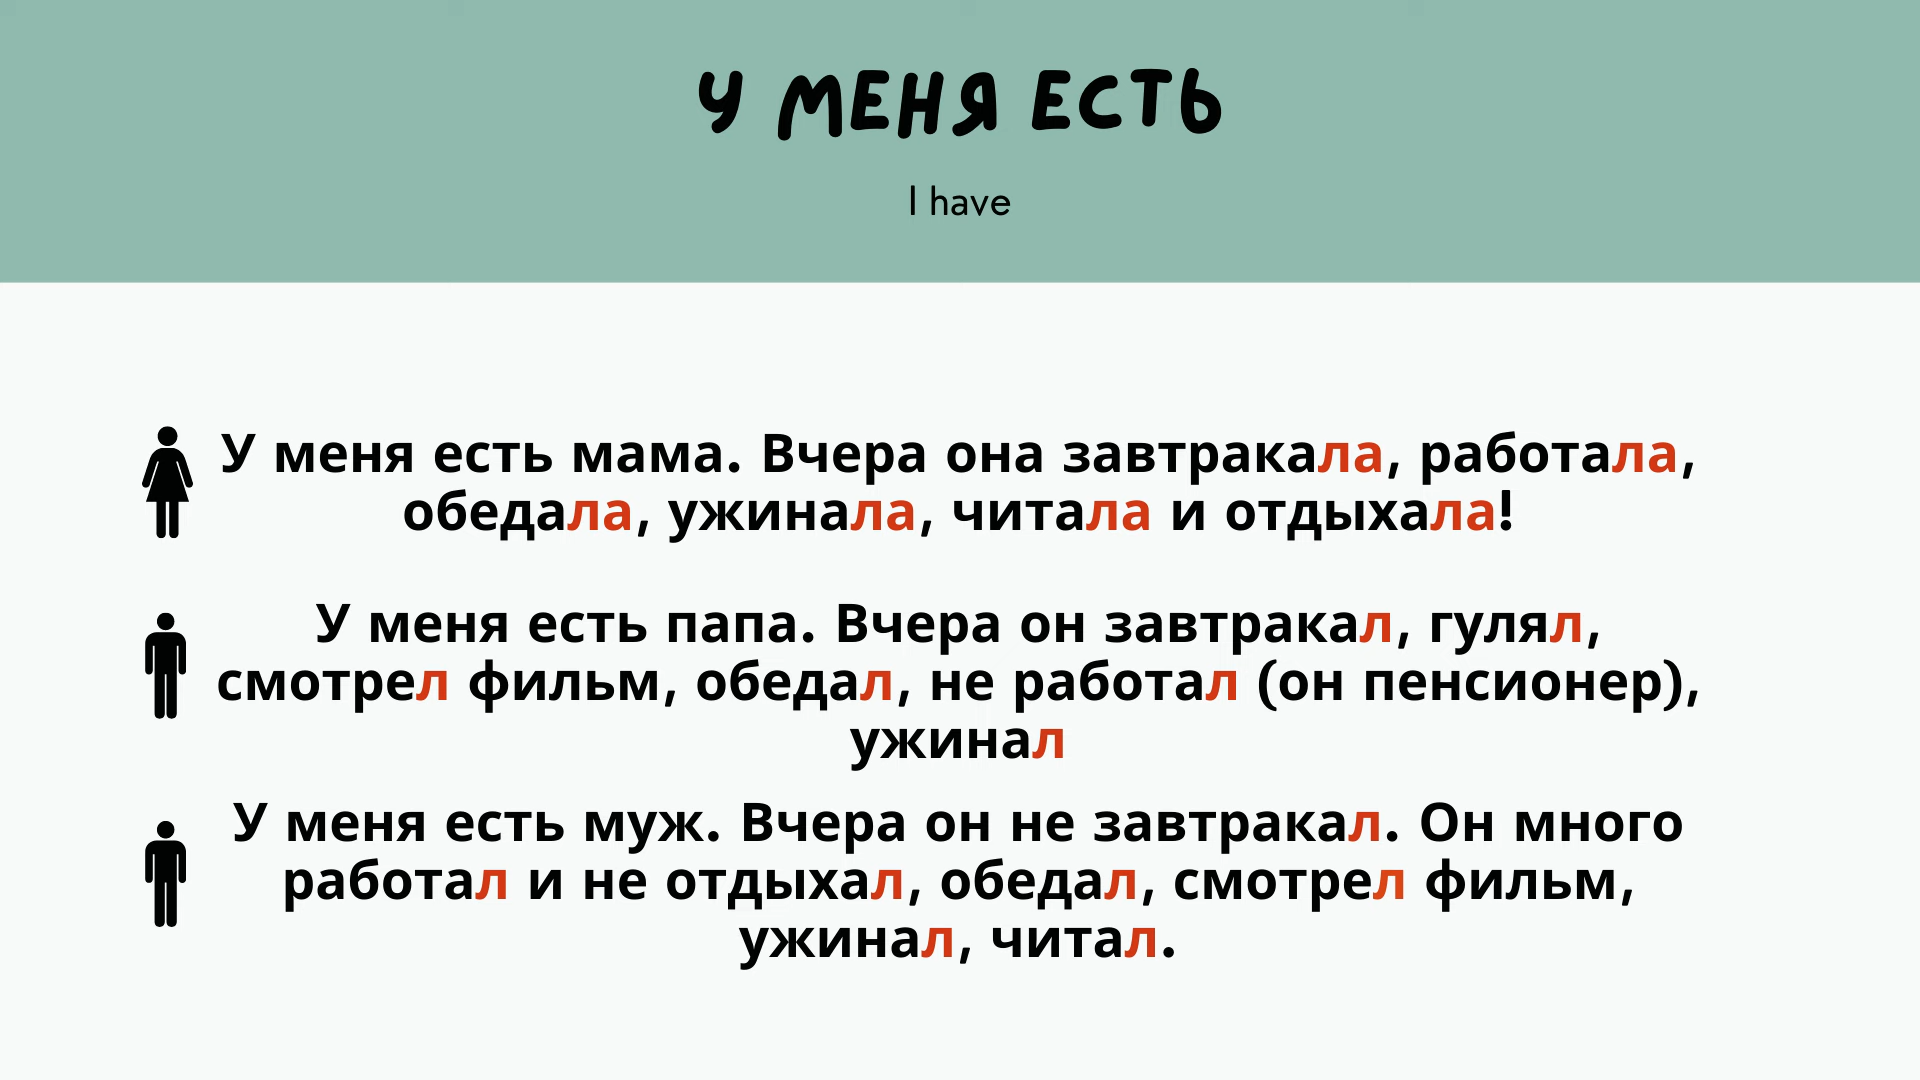 У МЕНЯ ЕСТЬ
I have
У меня есть мама. Вчера она завтракала, работала,
обедала, ужинала, читала и отдыхала!
У меня есть папа. Вчера он завтракал, гулял,
смотрел фильм, обедал, не работал (он пенсионер),
ужинал
У меня есть муж. Вчера он не завтракал. Он много
работал и не отдыхал, обедал, смотрел фильм,
ужинал, читал.